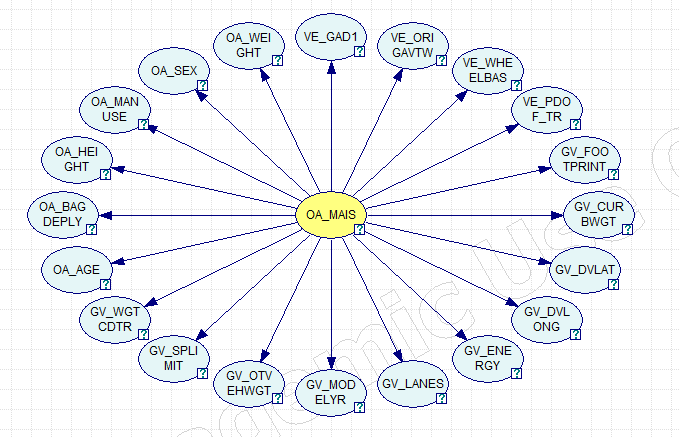 VE_GAD1
OA_WEI
GHT
VE_ORI
GAVTW
OA_SEX
VE_WHE
ELBAS
OA_MAN
USE
VE_PDO
F_TR
OA_HEI
GHT
GV_FOO
TPRINT
OA_BAG
DEPLY
OA_MAIS
GV_CUR
BWGT
OA_AGE
GV_DVLAT
GV_WGT
CDTR
GV_DVL
ONG
GV_SPLI
MIT
GV_ENE
RGY
GV_OTV
EHWGT
GV_MOD
ELYR
GV_LANES